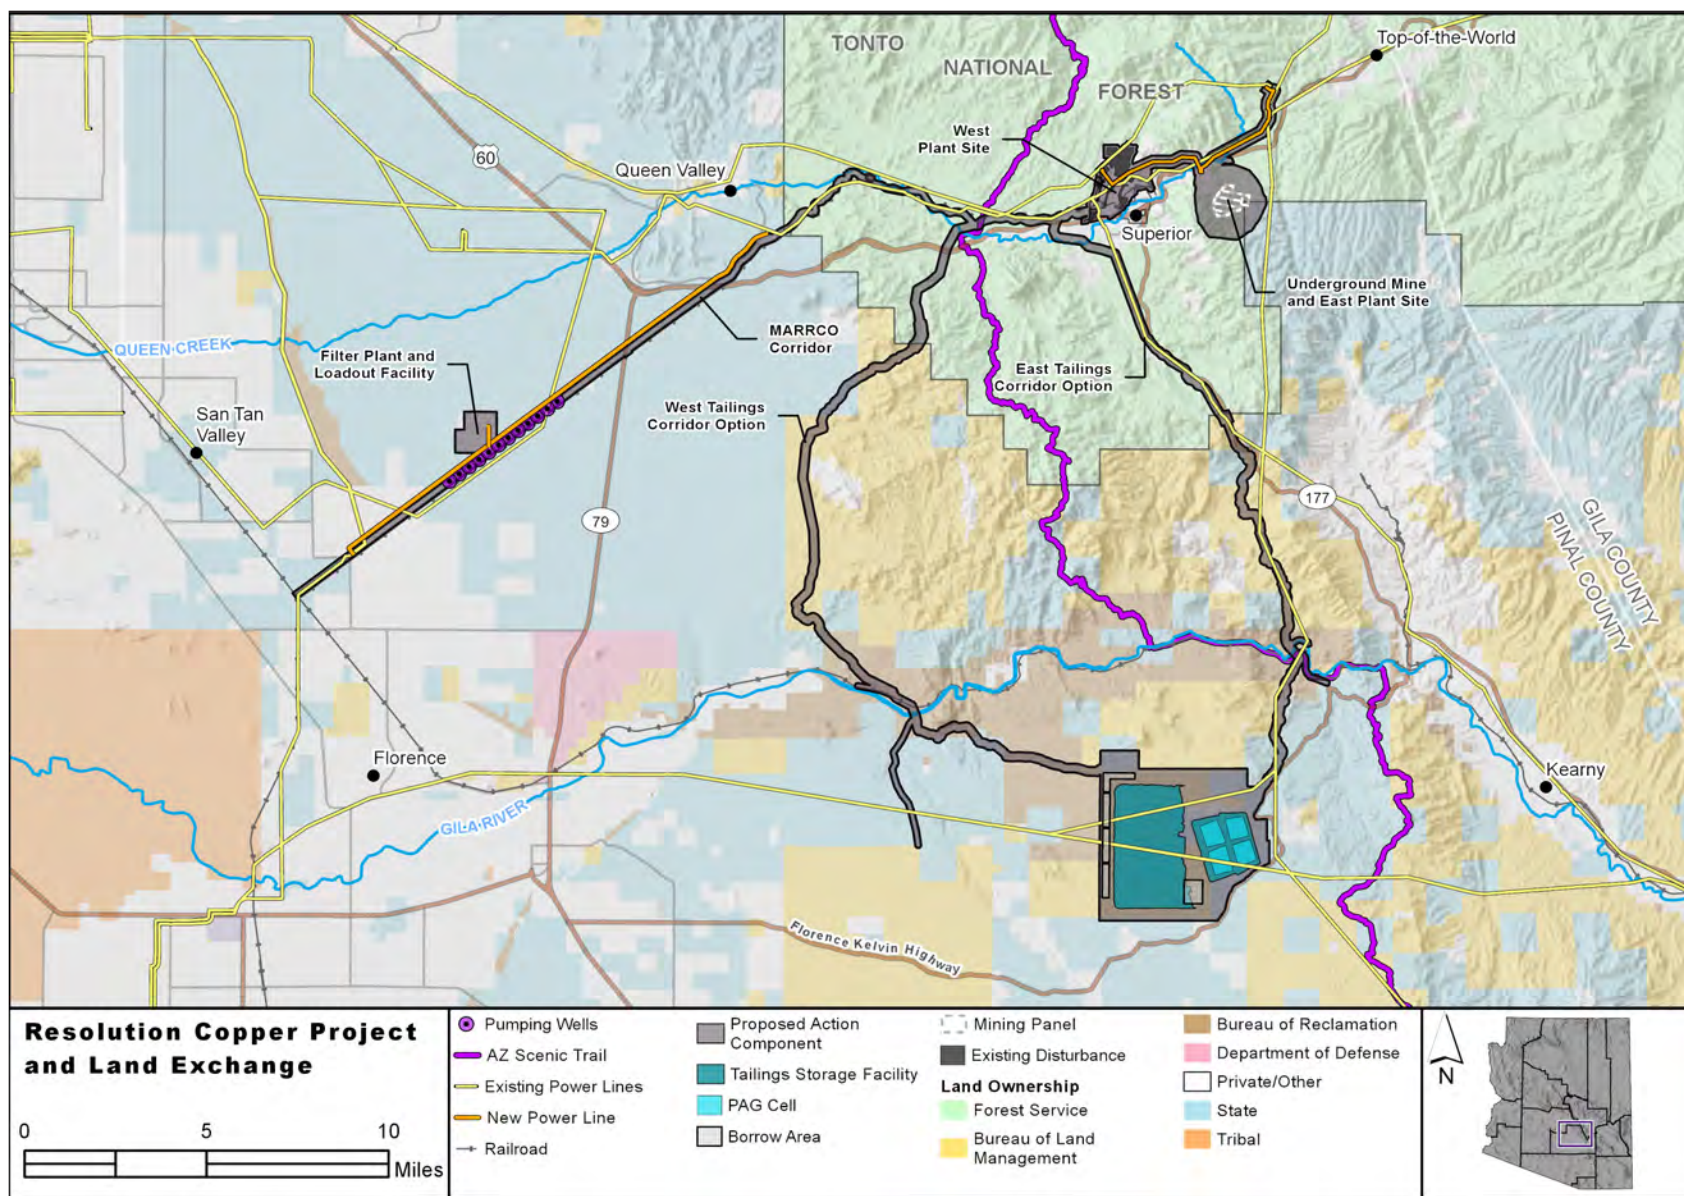 TONTO
NATIONAL
FOREST
Top-of-the-World
West
Plant Site
60
Queen Valley
Superior
Underground Mine
and East Plant Site
MARRCO
Corridor
QUEEN CREEK
Filter Plant and
Loadout Facility
East Tailings
Corridor Option
West Tailings
Corridor Option
San Tan
Valley
177
79
GILA COUNTY
PINAL COUNTY
Florence
Kearny
GILA RIVER
Florence Kelvin Highway
Resolution Copper Project
and Land Exchange
0
5
10
Miles
Pumping Wells
AZ Scenic Trail
Existing Power Lines
New Power Line
Railroad
Proposed Action
Component
Tailings Storage Facility
PAG Cell
Borrow Area
Mining Panel
Existing Disturbance
Land Ownership
Forest Service
Bureau of Land
Management
Bureau of Reclamation
Department of Defense
Private/Other
State
Tribal
N